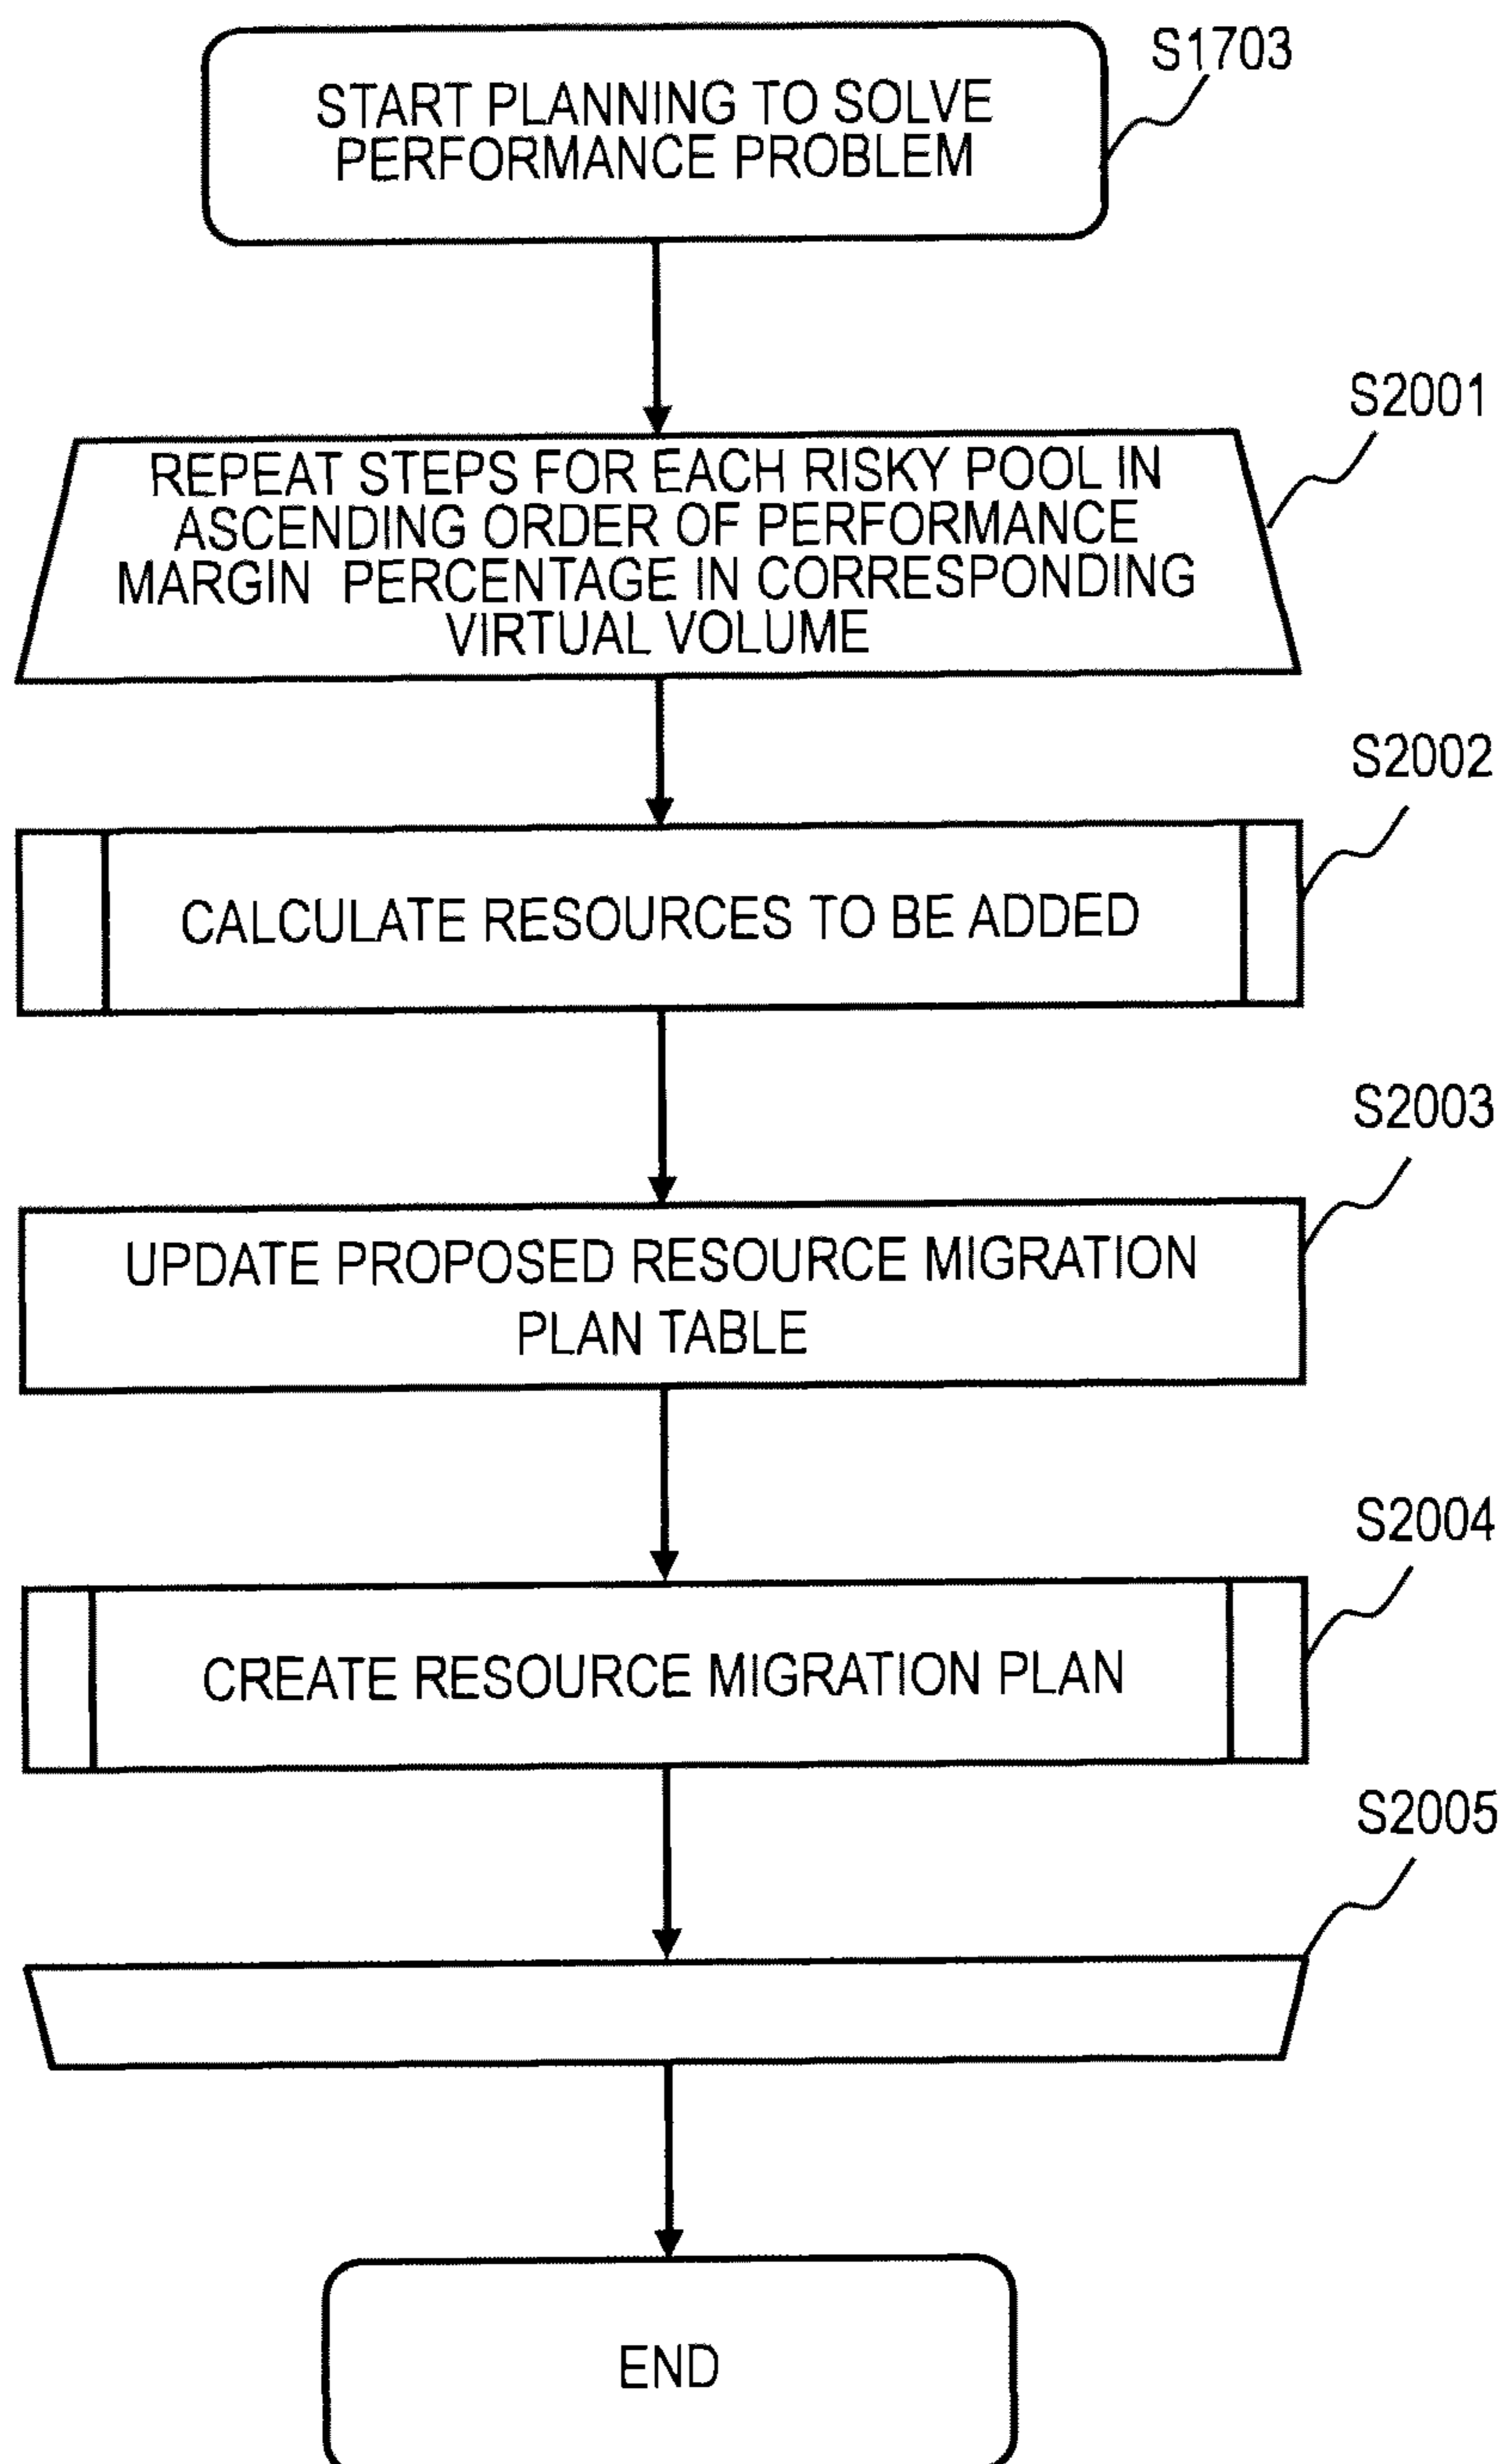 S1703
START PLANNING TO SOLVE
PERFORMANCE PROBLEM
S2001
REPEAT STEPS FOR EACH RISKY POOL IN
ASCENDING ORDER OF PERFORMANCE
MARGIN PERCENTAGE IN CORRESPONDING
VIRTUAL VOLUME
S2002
CALCULATE RESOURCES TO BE ADDED
S2003
UPDATE PROPOSED RESOURCE MIGRATION
PLAN TABLE
S2004
CREATE RESOURCE MIGRATION PLAN
S2005
END